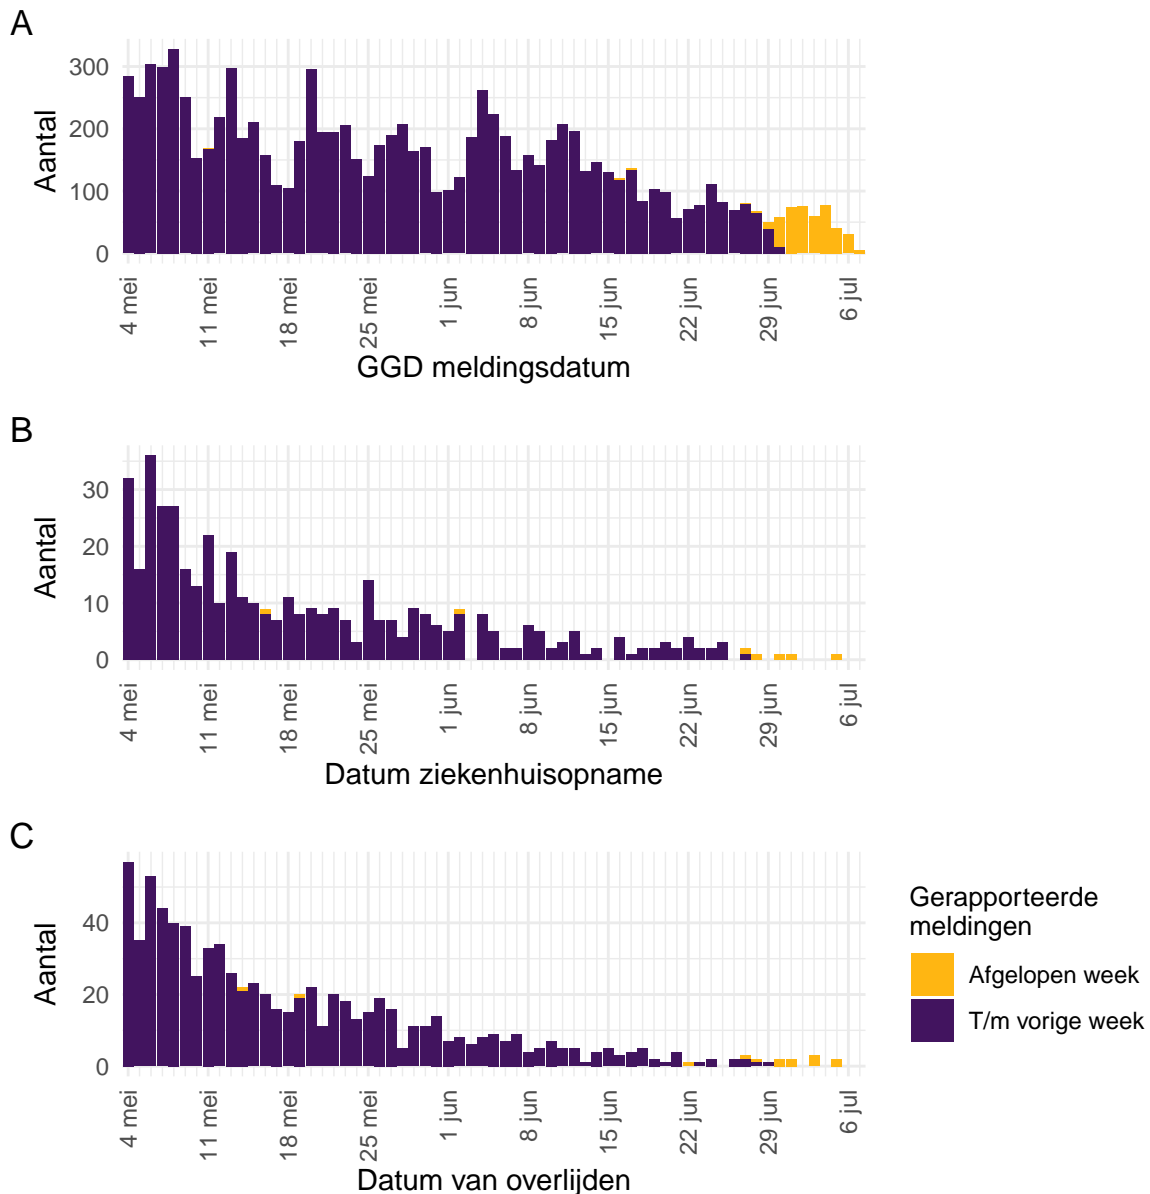 A
300
200
100
0
Aantal
4 mei
11 mei
18 mei
25 mei
1 jun
8 jun
15 jun
22 jun
29 jun
6 jul
GGD meldingsdatum
B
30
20
10
0
Aantal
4 mei
11 mei
18 mei
25 mei
1 jun
8 jun
15 jun
22 jun
29 jun
6 jul
Datum ziekenhuisopname
C
40
20
0
Aantal
4 mei
11 mei
18 mei
25 mei
1 jun
8 jun
15 jun
22 jun
29 jun
6 jul
Datum van overlijden
Gerapporteerde
meldingen
Afgelopen week
T/m vorige week